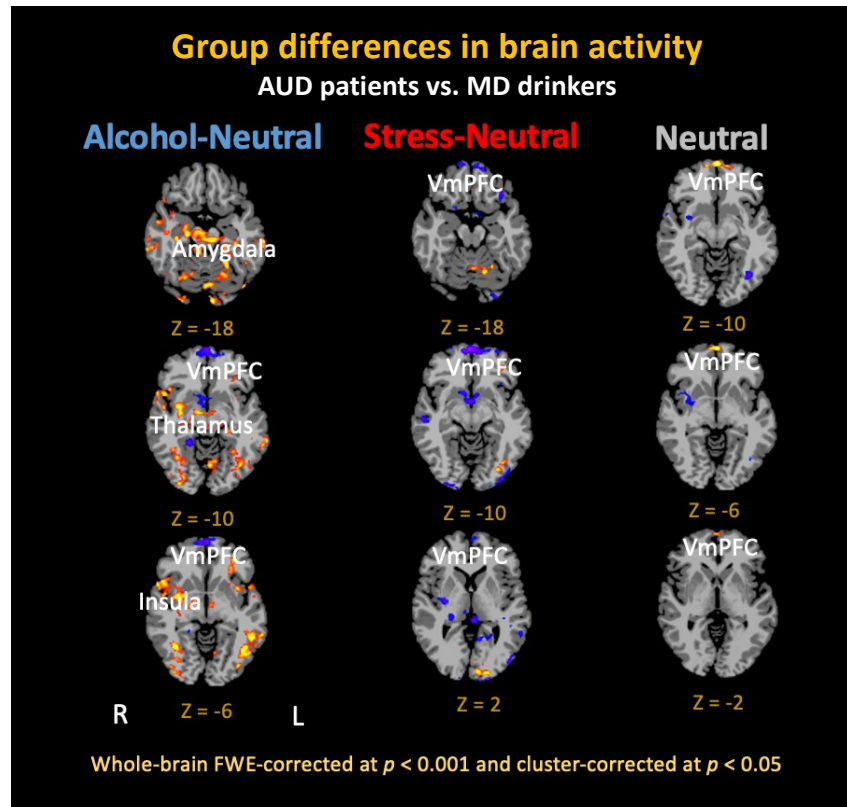 Group differences in brain activity
AUD patients vs. MD drinkers
Alcohol-Neutral Stress-Neutral Neutral
Amygdala VmPFC VmPFC
Z = -18 Z = -18 Z = -10
VmPFC VmPFC VmPFC
Thalamus
Z = -10 Z = -10 Z = -6
VmPFC VmPFC VmPFC
Insula
R Z = -6 L Z = 2 Z = -2
Whole-brain FWE-corrected at p < 0.001 and cluster-corrected at p < 0.05